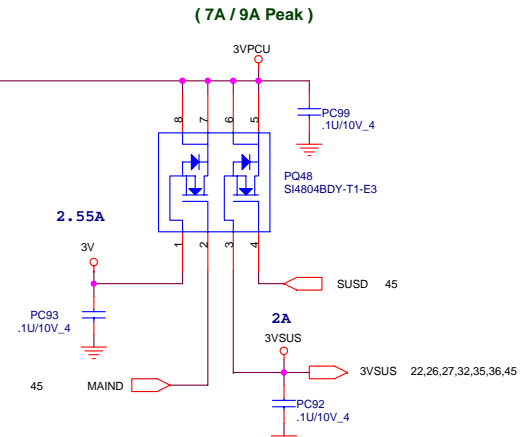 ( 7A / 9A Peak )
3VPCU
PC99
.1U/10V_4
8
7
6
5
PQ48
SI4804BDY-T1-E3
2.55A
1
2
3
4
3V
SUSD 45
PC93
.1U/10V_4
2A
3VSUS
3VSUS 22,26,27,32,35,36,45
45 MAIND
PC92
.1U/10V_4